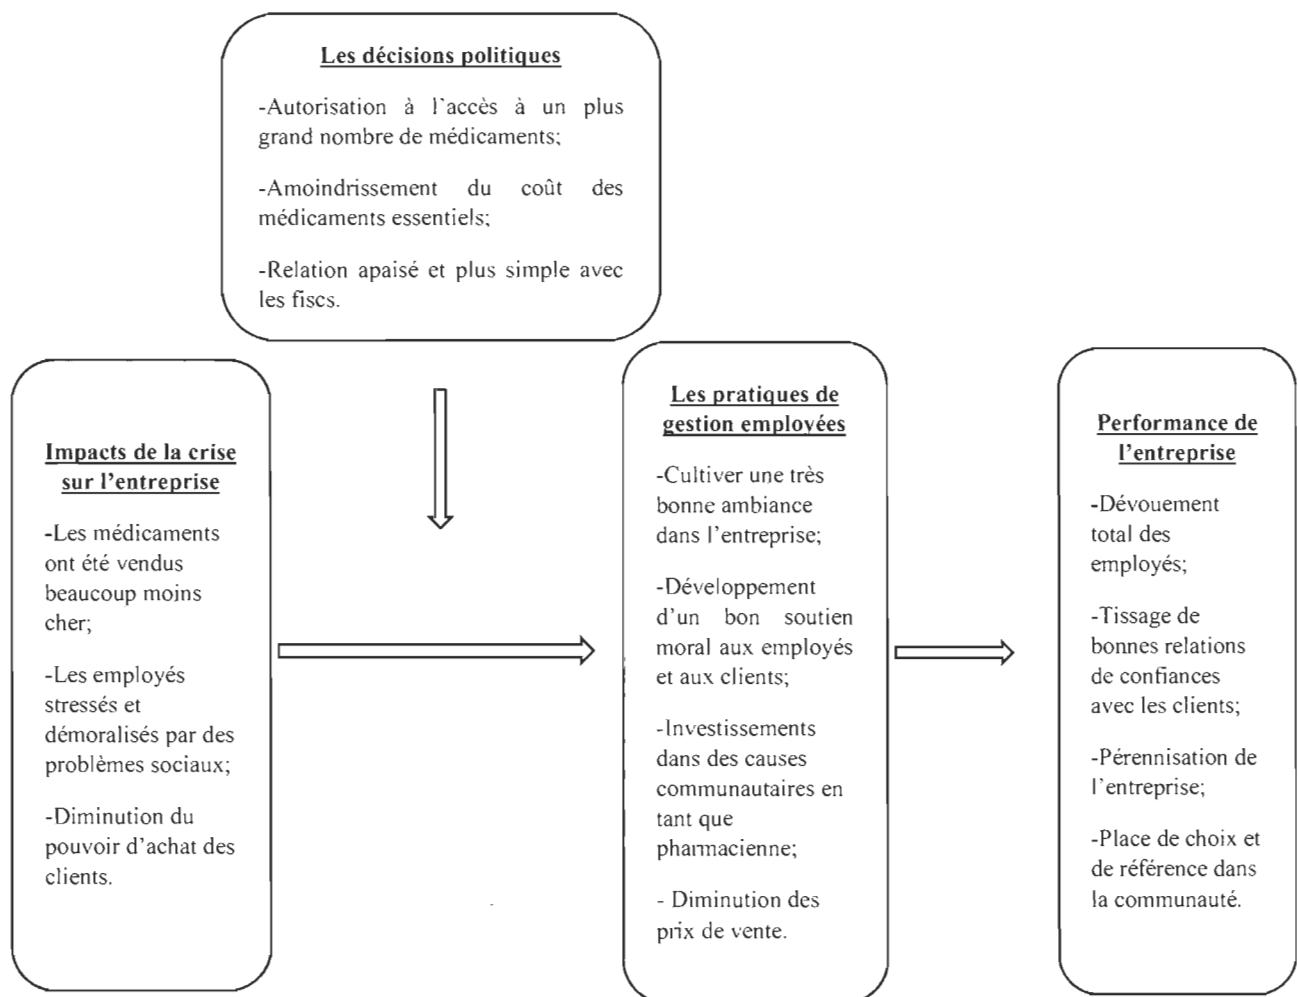 Les décisions politiques
-Autorisation à l'accès à un plus
grand nombre de médicaments;
-Amoindrissement du coût des
médicaments essentiels;
-Relation apaisé et plus simple avec
les fiscs.
Impacts de la crise
sur l'entreprise
-Les médicaments
ont été vendus
beaucoup moins
cher;
-Les employés
stressés et
démoralisés par des
problèmes sociaux;
-Diminution du
pouvoir d'achat des
clients.
Les pratiques de
gestion employées
-Cultiver une très
bonne ambiance
dans l'entreprise;
-Développement
d'un bon soutien
moral aux employés
et aux clients;
-Investissements
dans des causes
communautaires en
tant que
pharmacienne;
- Diminution des
prix de vente.
Performance de
l'entreprise
-Dévouement
total des
employés;
-Tissage de
bonnes relations
de confiances
avec les clients;
-Pérennisation de
l'entreprise;
-Place de choix et
de référence dans
la communauté.